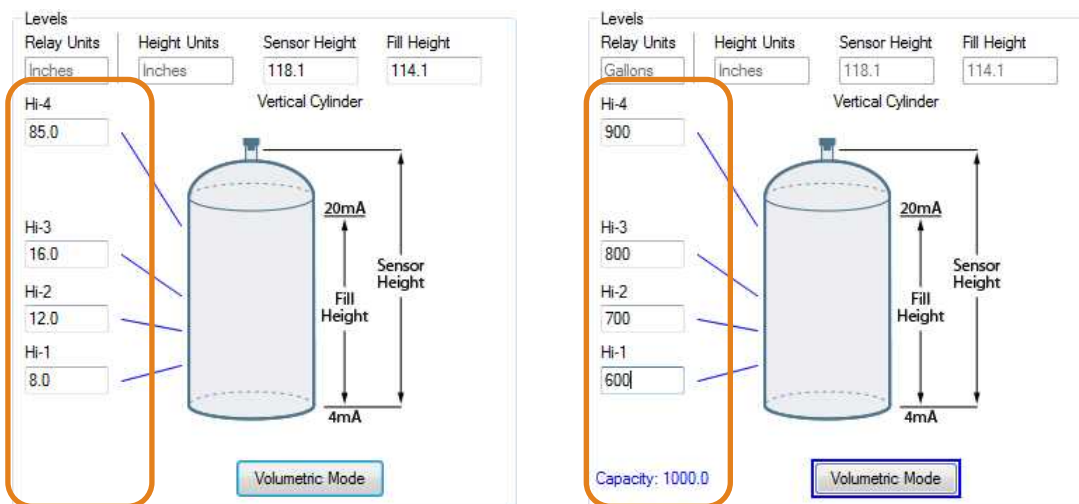 Levels
Relay Units Height Units Sensor Height Fill Height
Inches Inches 118.1 114.1
Hi-4
Vertical Cylinder
85.0
20mA
Hi-3
16.0
Sensor
Height
Hi-2
Fill
Height
12.0
Hi-1
8.0
4mA
Volumetric Mode
Levels
Relay Units Height Units Sensor Height Fill Height
Gallons Inches 118.1 114.1
Hi-4
Vertical Cylinder
900
20mA
Hi-3
800
Sensor
Height
Hi-2
Fill
Height
700
Hi-1
600
4mA
Capacity: 1000.0
Volumetric Mode